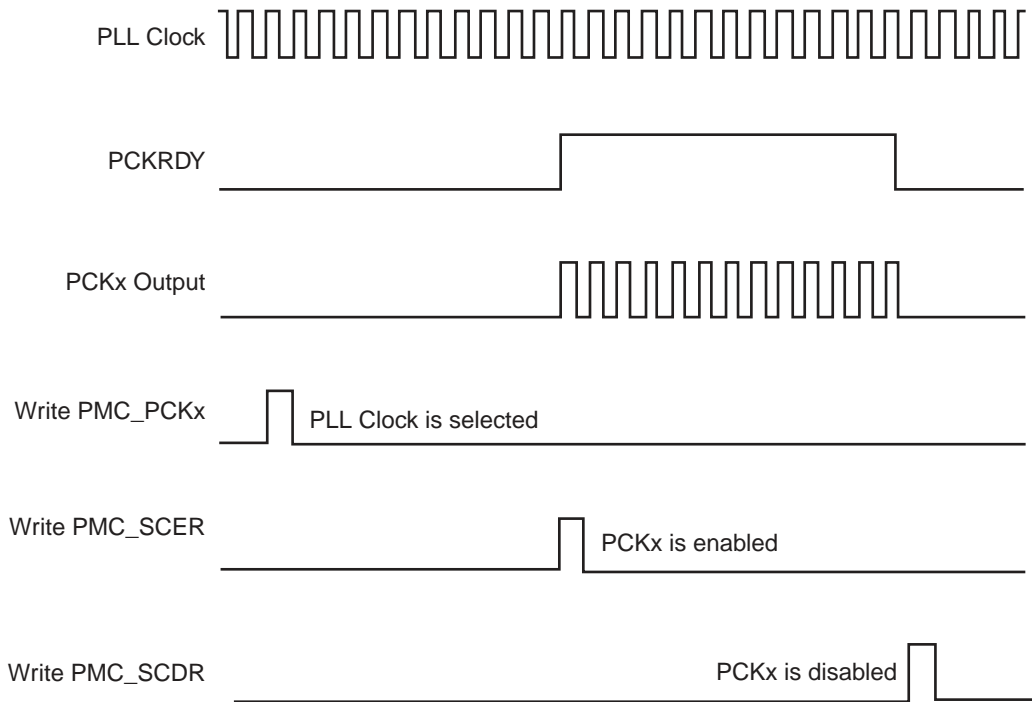 PLL Clock
PCKRDY
PCKx Output
Write PMC_PCKx
PLL Clock is selected
Write PMC_SCER
PCKx is enabled
Write PMC_SCDR
PCKx is disabled